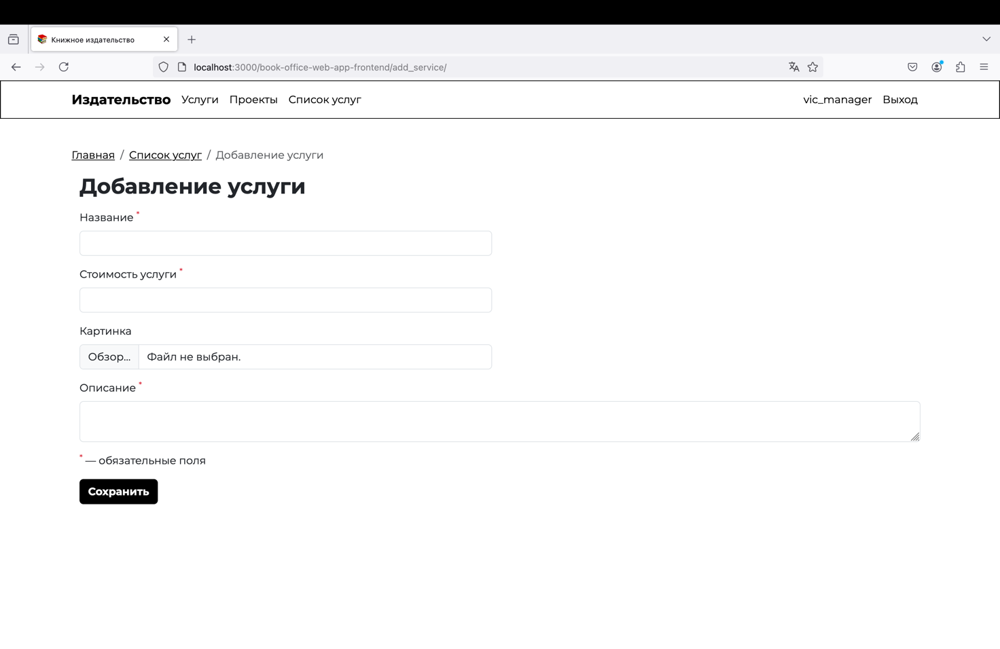 Книжное издательство
localhost:3000/book-office-web-app-frontend/add_service/
Издательство Услуги Проекты Список услуг vic_manager Выход
Главная / Список услуг / Добавление услуги
Добавление услуги
Название *
Стоимость услуги *
Картинка
Обзор... Файл не выбран.
Описание *
* — обязательные поля
Сохранить